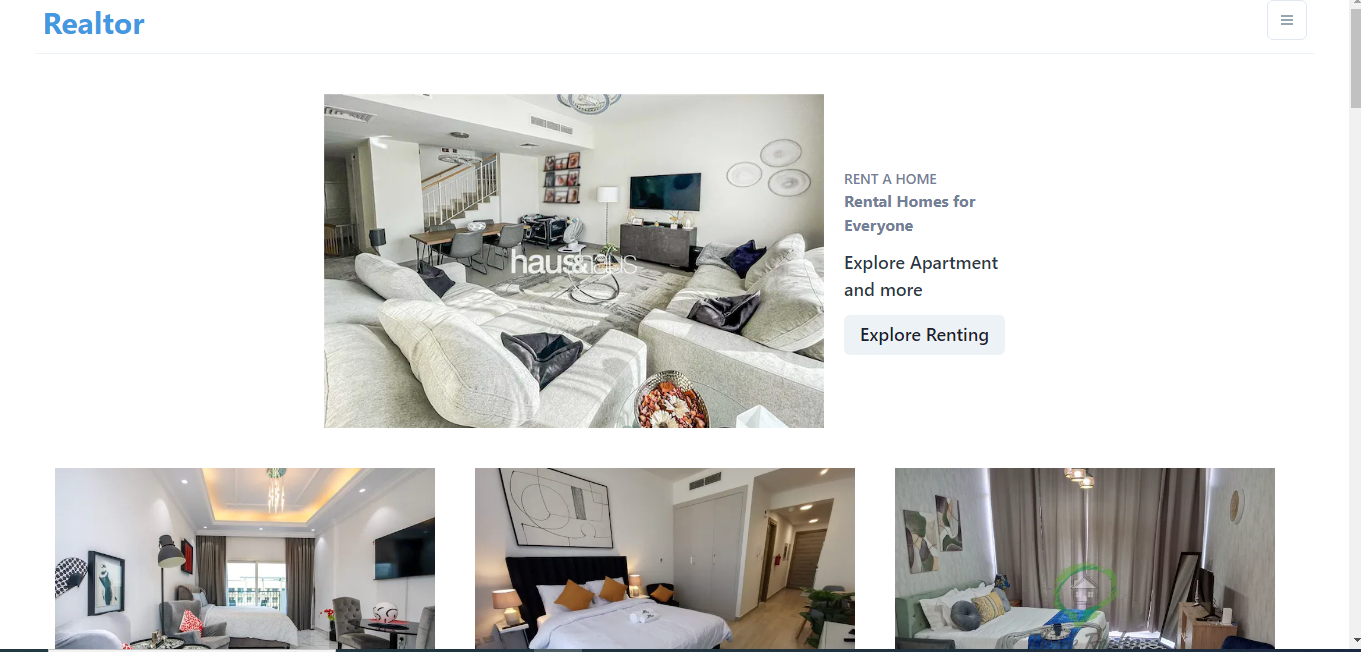 Realtor
haus&haus
RENT A HOME
Rental Homes for
Everyone
Explore Apartment
and more
Explore Renting